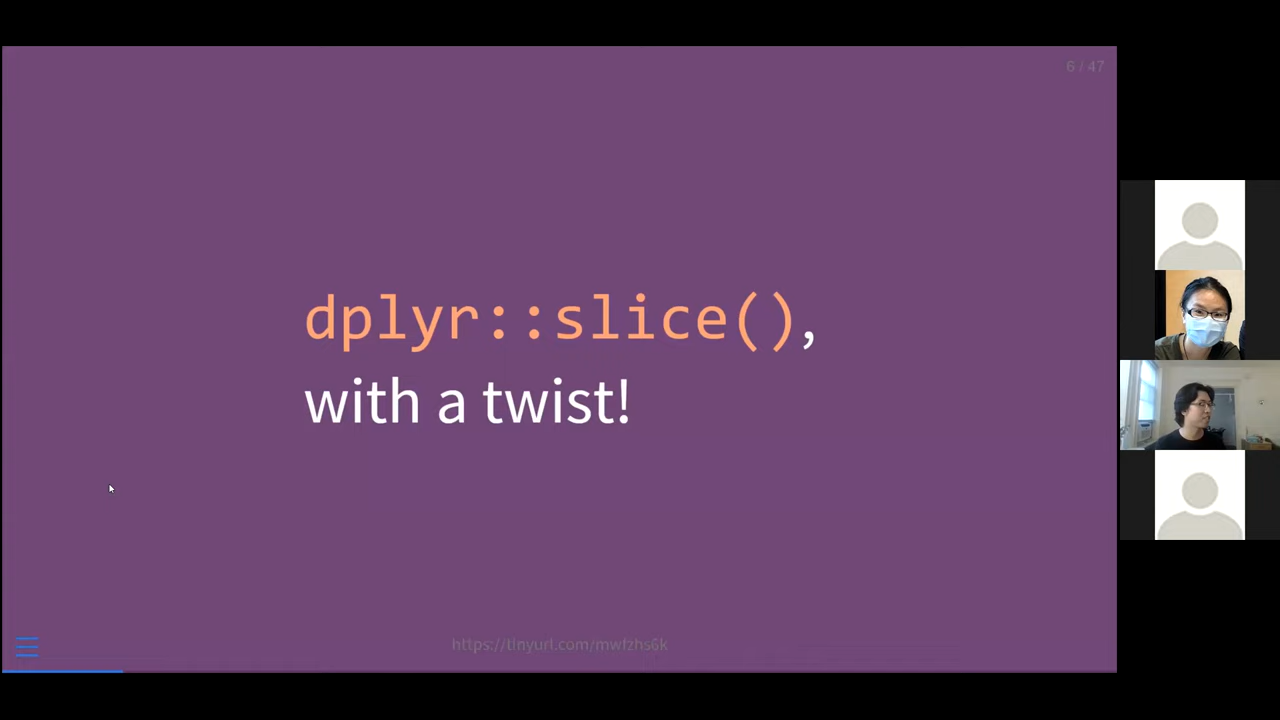 6 / 47
dplyr::slice(),
with a twist!
https://tinyurl.com/mwfzhs6k